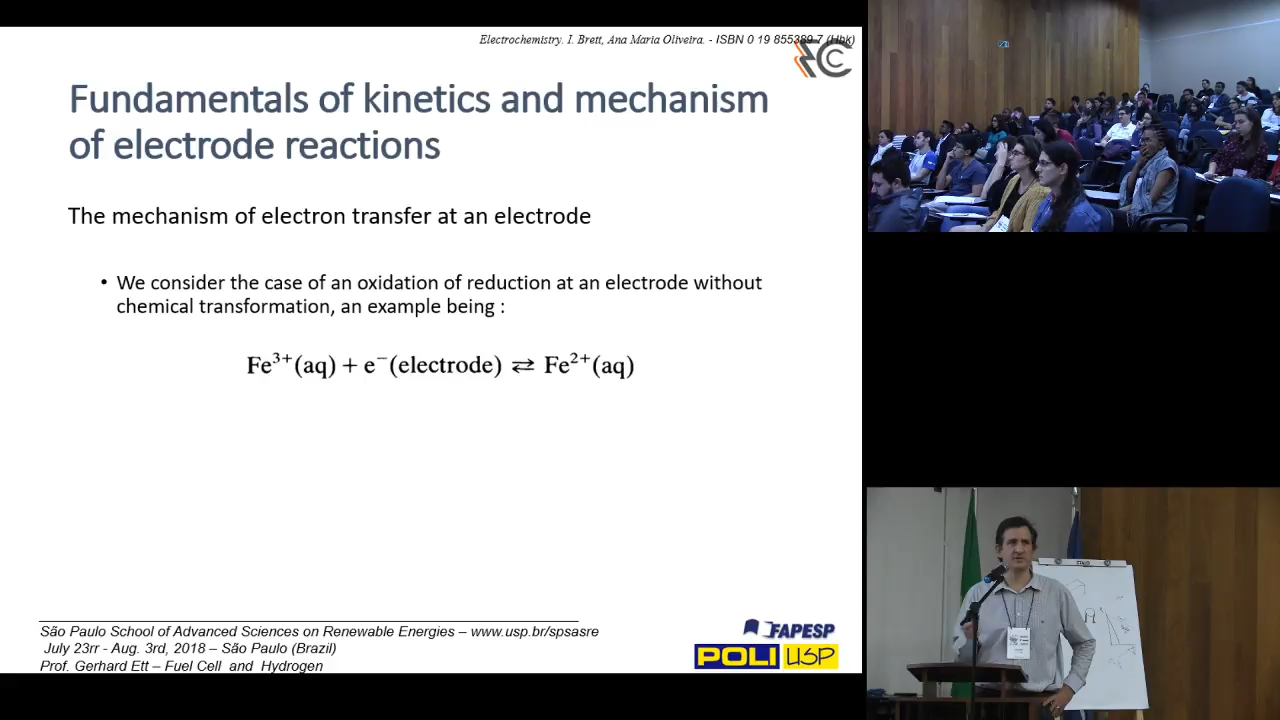 Electrochemistry. I. Brett, Ana Maria Oliveira. - ISBN 0 19 855389 7 (Hbk)
Fundamentals of kinetics and mechanism
of electrode reactions
The mechanism of electron transfer at an electrode
• We consider the case of an oxidation of reduction at an electrode without
chemical transformation, an example being :
Fe³⁺(aq) + e⁻(electrode) ⇄ Fe²⁺(aq)
São Paulo School of Advanced Sciences on Renewable Energies – www.usp.br/spsasre
July 23rr - Aug. 3rd, 2018 – São Paulo (Brazil)
Prof. Gerhard Ett – Fuel Cell and Hydrogen
FAPESP
POLI USP